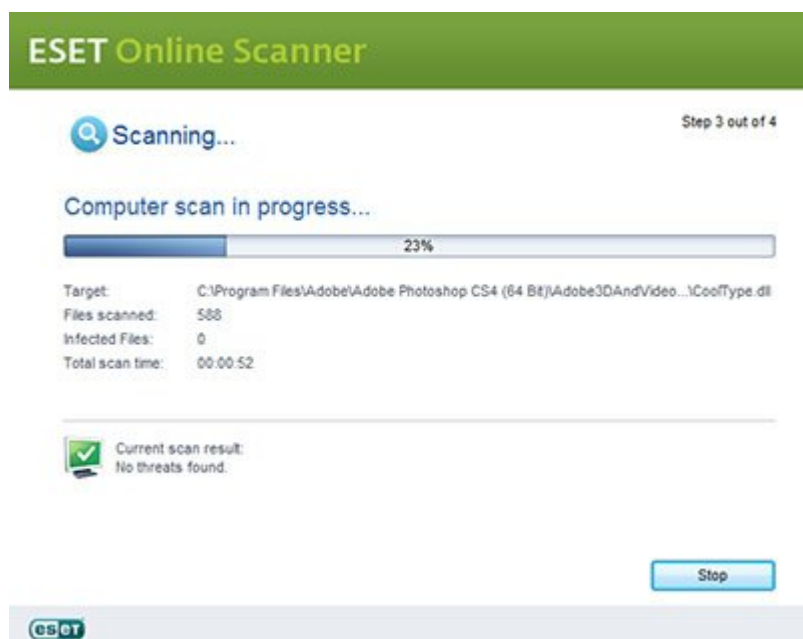 ESET Online Scanner
Scanning...
Step 3 out of 4
Computer scan in progress...
23%
Target: C:\Program Files\Adobe\Adobe Photoshop CS4 (64 Bit)\Adobe3DAndVideo...\CoolType.dll
Files scanned: 588
Infected Files: 0
Total scan time: 00:00:52
Current scan result:
No threats found.
Stop
eseT